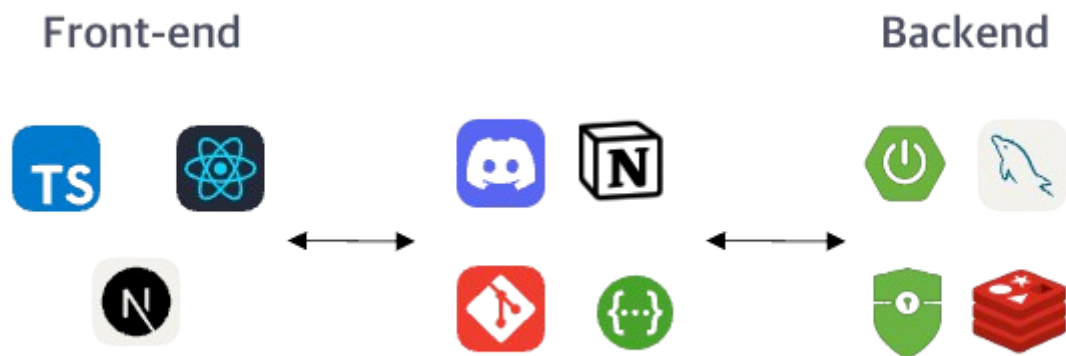 Front-end
Backend
TS
N
N
{...}